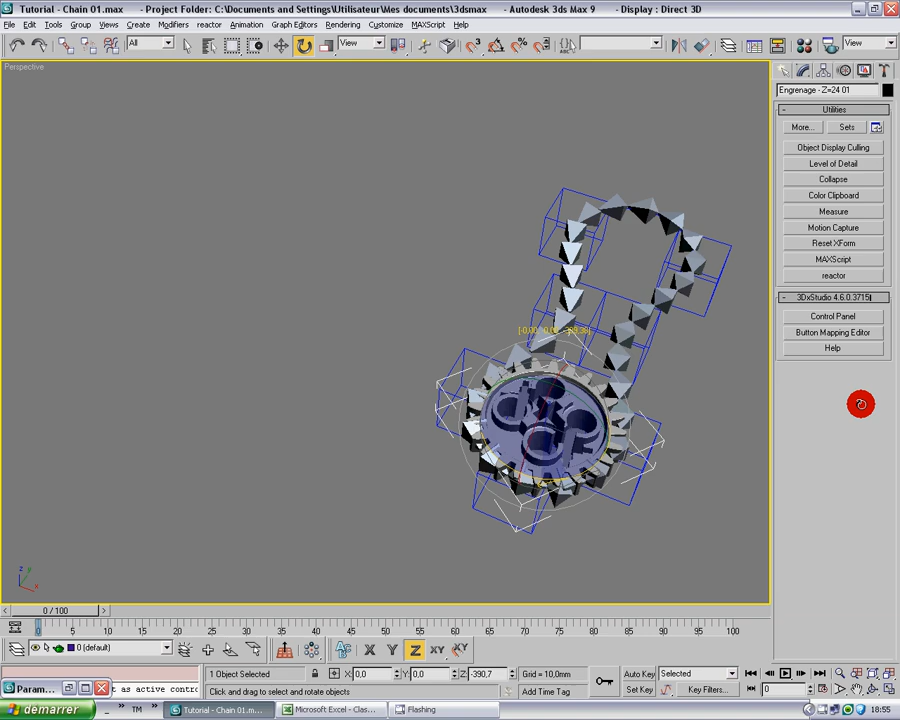 Tutorial - Chain 01.max - Project Folder: C:\Documents and Settings\Utilisateur\Mes documents\3dsmax - Autodesk 3ds Max 9 - Display : Direct 3D
File Edit Tools Group Views Create Modifiers reactor Animation Graph Editors Rendering Customize MAXScript Help
All View View
Perspective
Engrenage - Z=24 01
- Utilities
More... Sets
Object Display Culling
Level of Detail
Collapse
Color Clipboard
Measure
Motion Capture
Reset XForm
MAXScript
reactor
- 3DxStudio 4.6.0.3715
Control Panel
Button Mapping Editor
Help
z y x
< 0 / 100 >
0 5 10 15 20 25 30 35 40 45 50 55 60 65 70 75 80 85 90 95 100
0 (default) X Y Z XY XY
1 Object Selected X: 0,0 Y: 0,0 Z: -390,7 Grid = 10,0mm Auto Key Selected
Param... t as active contrc Click and drag to select and rotate objects Add Time Tag Set Key Key Filters... 0
démarrer TM Tutorial - Chain 01.m... Microsoft Excel - Clas... Flashing 18:55